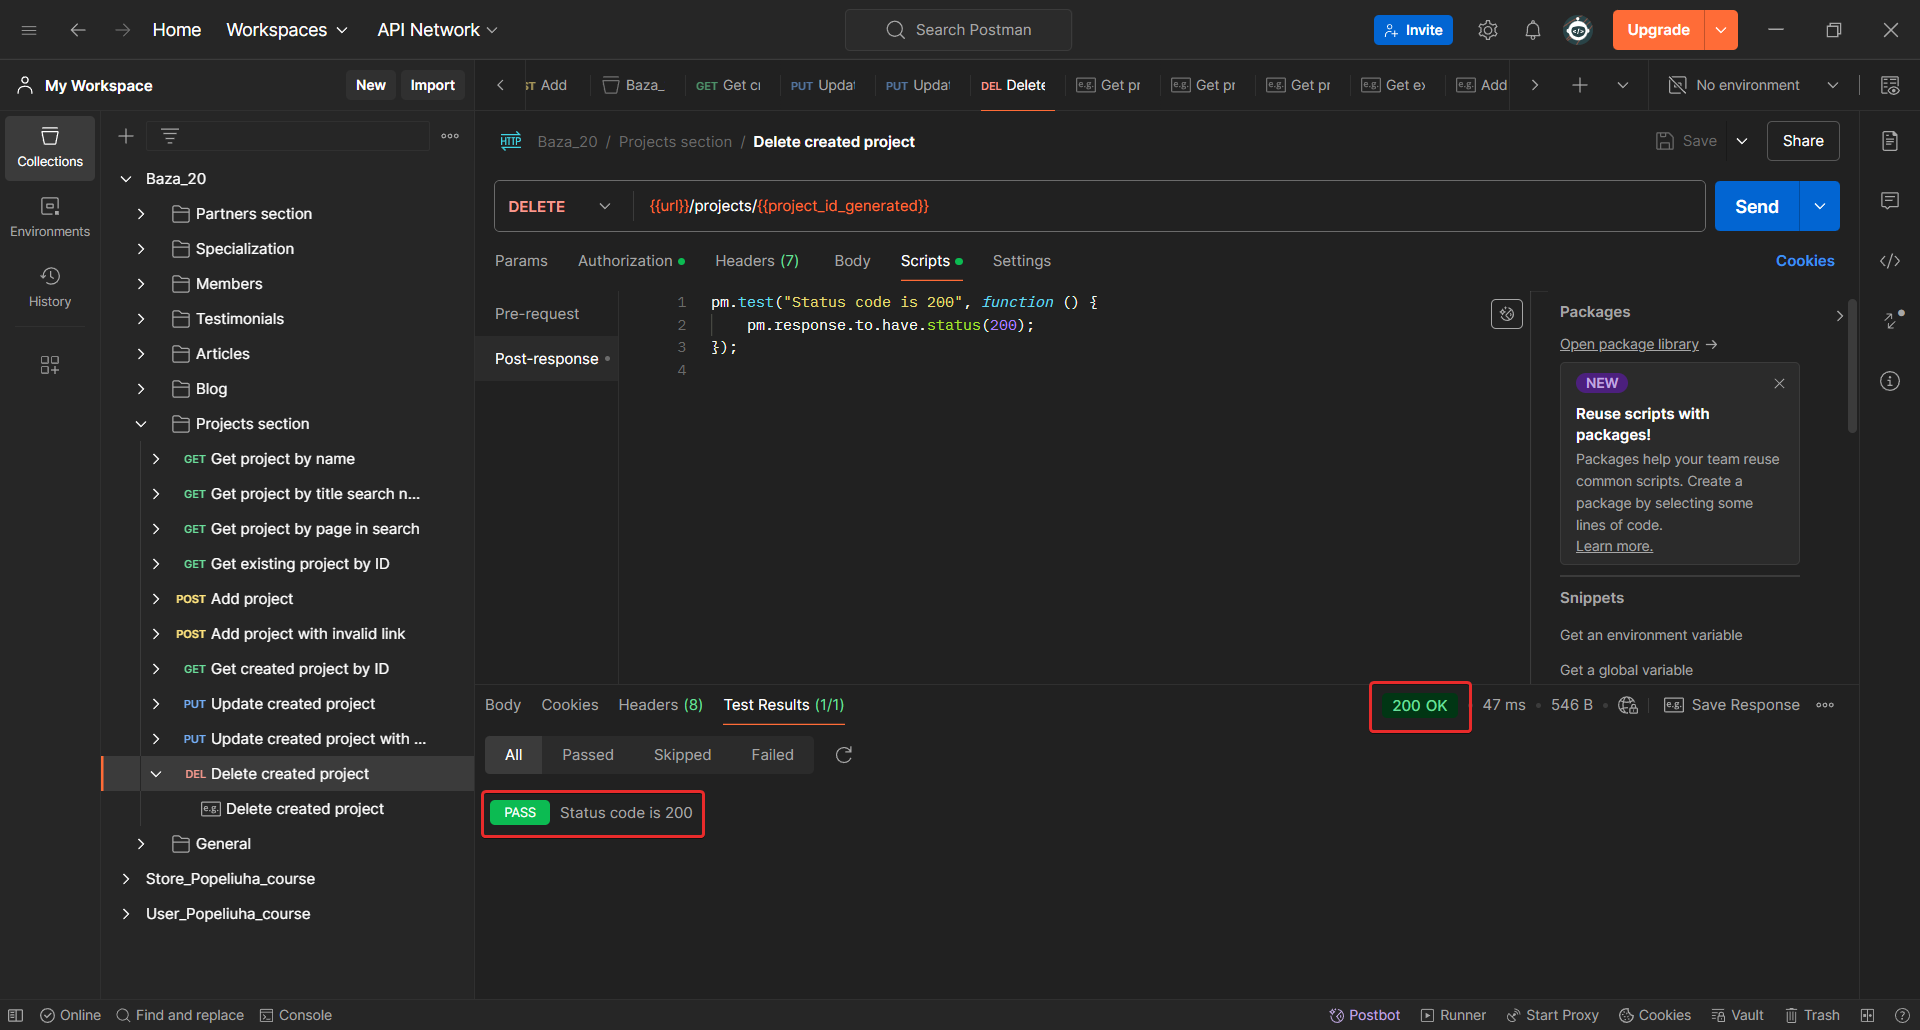 Home
Workspaces
API Network
Search Postman
Invite
Upgrade
My Workspace
New
Import
ST Add
Baza_
GET Get cr
PUT Updat
PUT Updat
DEL Delete
e.g. Get pr
e.g. Get pr
e.g. Get pr
e.g. Get ex
e.g. Add
No environment
Collections
Environments
History
Baza_20
Partners section
Specialization
Members
Testimonials
Articles
Blog
Projects section
GET Get project by name
GET Get project by title search n...
GET Get project by page in search
GET Get existing project by ID
POST Add project
POST Add project with invalid link
GET Get created project by ID
PUT Update created project
PUT Update created project with ...
DEL Delete created project
e.g. Delete created project
General
Store_Popeliuha_course
User_Popeliuha_course
HTTP Baza_20 / Projects section / Delete created project
Save
Share
DELETE
{{url}}/projects/{{project_id_generated}}
Send
Params
Authorization
Headers (7)
Body
Scripts
Settings
Cookies
Pre-request
Post-response
1 pm.test("Status code is 200", function () {
2 pm.response.to.have.status(200);
3 });
4
Packages
Open package library →
NEW
Reuse scripts with
packages!
Packages help your team reuse
common scripts. Create a
package by selecting some
lines of code.
Learn more.
Snippets
Get an environment variable
Get a global variable
Body
Cookies
Headers (8)
Test Results (1/1)
200 OK
47 ms
546 B
e.g. Save Response
All
Passed
Skipped
Failed
PASS Status code is 200
Online
Find and replace
Console
Postbot
Runner
Start Proxy
Cookies
Vault
Trash